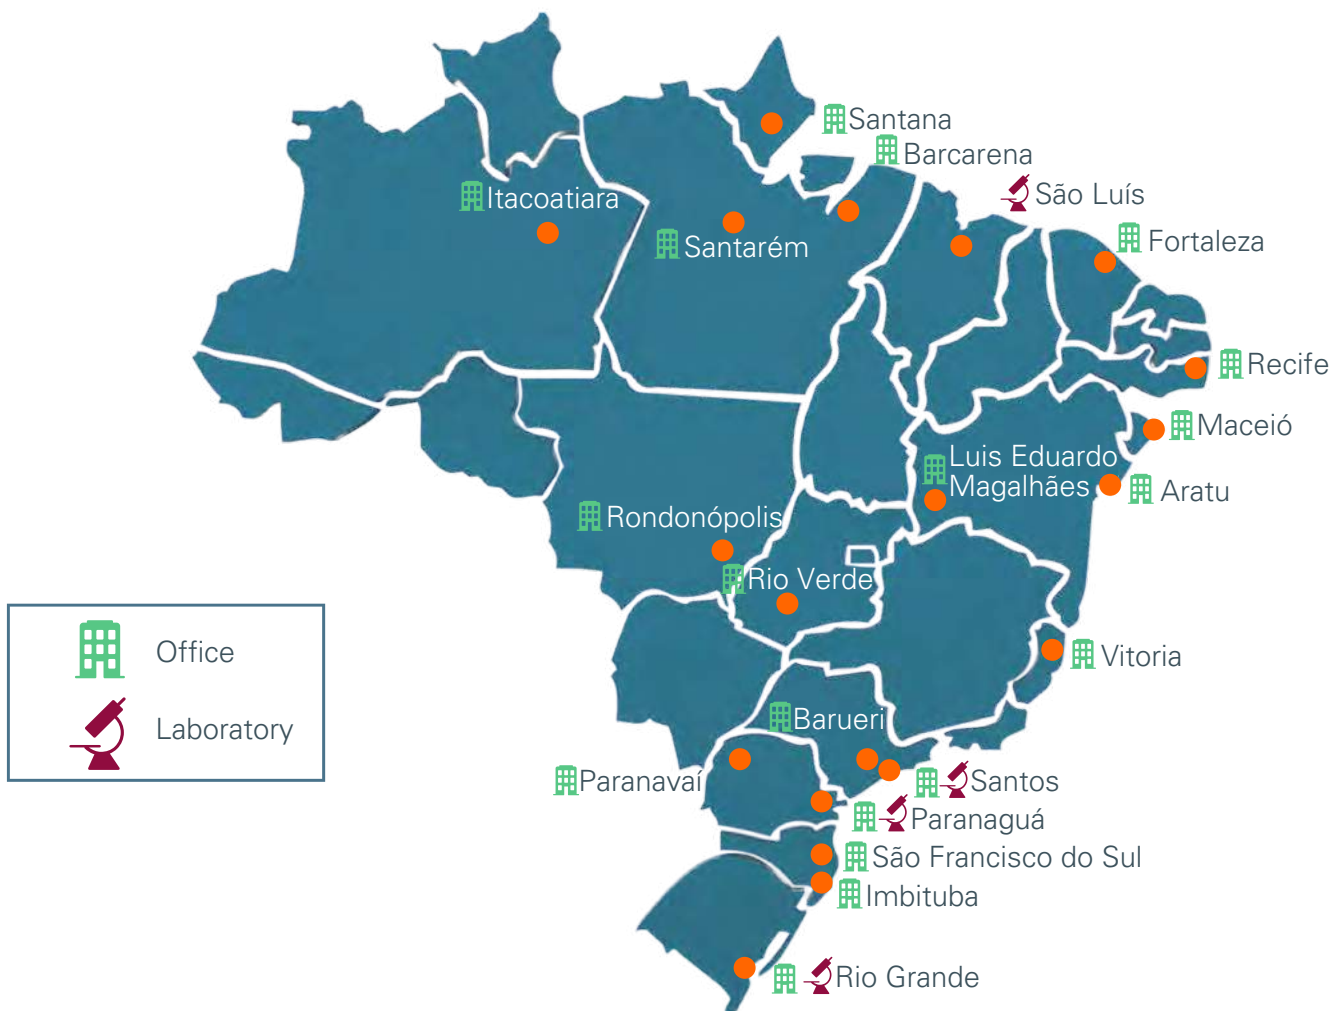 Santana
Barcarena
São Luís
Itacoatiara
Santarém
Fortaleza
Recife
Maceió
Luis Eduardo
Magalhães
Aratu
Rondonópolis
Rio Verde
Office
Vitoria
Laboratory
Barueri
Paranavaí
Santos
Paranaguá
São Francisco do Sul
Imbituba
Rio Grande